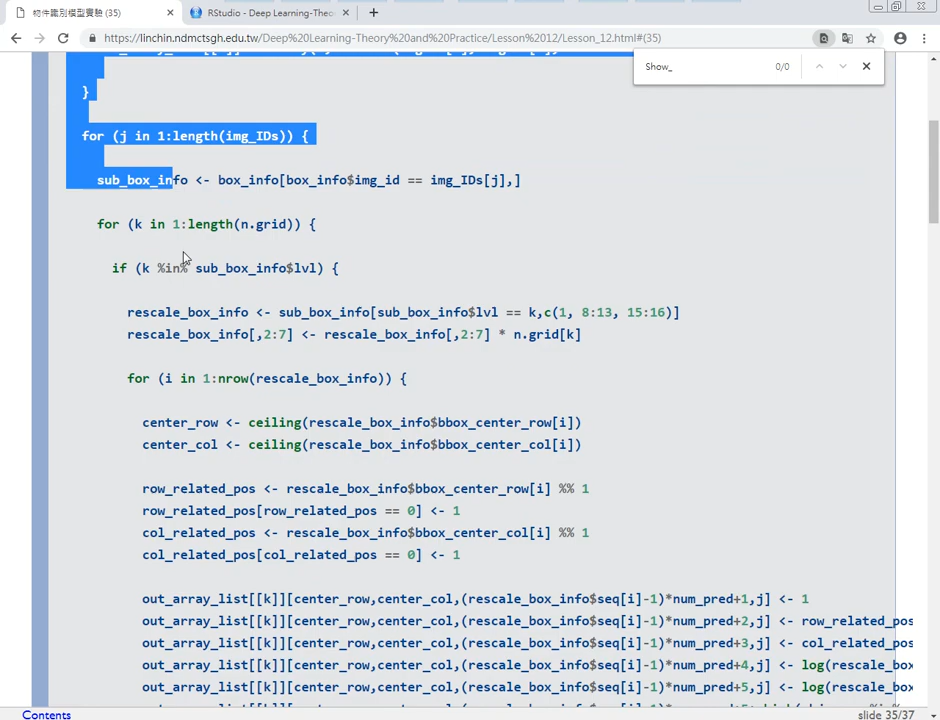 物件識別模型實驗 (35)
RStudio - Deep Learning-Theo
https://linchin.ndmctsgh.edu.tw/Deep%20Learning-Theory%20and%20Practice/Lesson%2012/Lesson_12.html#(35)
Show_
0/0
}
for (j in 1:length(img_IDs)) {
sub_box_info <- box_info[box_info$img_id == img_IDs[j],]
for (k in 1:length(n.grid)) {
if (k %in% sub_box_info$lvl) {
rescale_box_info <- sub_box_info[sub_box_info$lvl == k,c(1, 8:13, 15:16)]
rescale_box_info[,2:7] <- rescale_box_info[,2:7] * n.grid[k]
for (i in 1:nrow(rescale_box_info)) {
center_row <- ceiling(rescale_box_info$bbox_center_row[i])
center_col <- ceiling(rescale_box_info$bbox_center_col[i])
row_related_pos <- rescale_box_info$bbox_center_row[i] %% 1
row_related_pos[row_related_pos == 0] <- 1
col_related_pos <- rescale_box_info$bbox_center_col[i] %% 1
col_related_pos[col_related_pos == 0] <- 1
out_array_list[[k]][center_row,center_col,(rescale_box_info$seq[i]-1)*num_pred+1,j] <- 1
out_array_list[[k]][center_row,center_col,(rescale_box_info$seq[i]-1)*num_pred+2,j] <- row_related_pos
out_array_list[[k]][center_row,center_col,(rescale_box_info$seq[i]-1)*num_pred+3,j] <- col_related_pos
out_array_list[[k]][center_row,center_col,(rescale_box_info$seq[i]-1)*num_pred+4,j] <- log(rescale_box
out_array_list[[k]][center_row,center_col,(rescale_box_info$seq[i]-1)*num_pred+5,j] <- log(rescale_box
Contents
slide 35/37